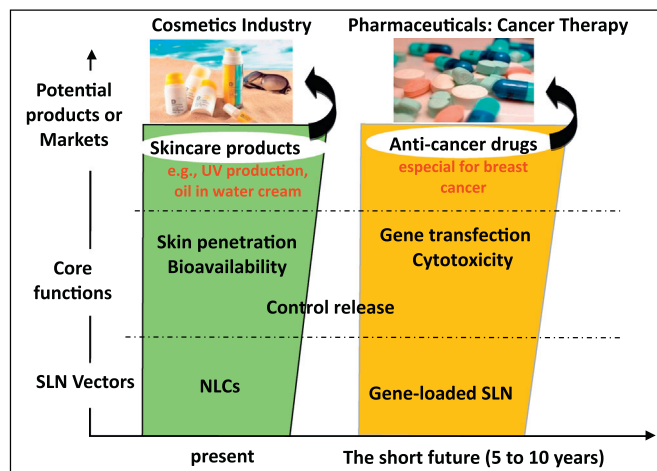 Cosmetics Industry
Pharmaceuticals: Cancer Therapy
Potential
products or
Markets
Skincare products
e.g., UV production,
oil in water cream
Anti-cancer drugs
especial for breast
cancer
Core
functions
Skin penetration
Bioavailability
Gene transfection
Cytotoxicity
Control release
SLN Vectors
NLCs
Gene-loaded SLN
present
The short future (5 to 10 years)